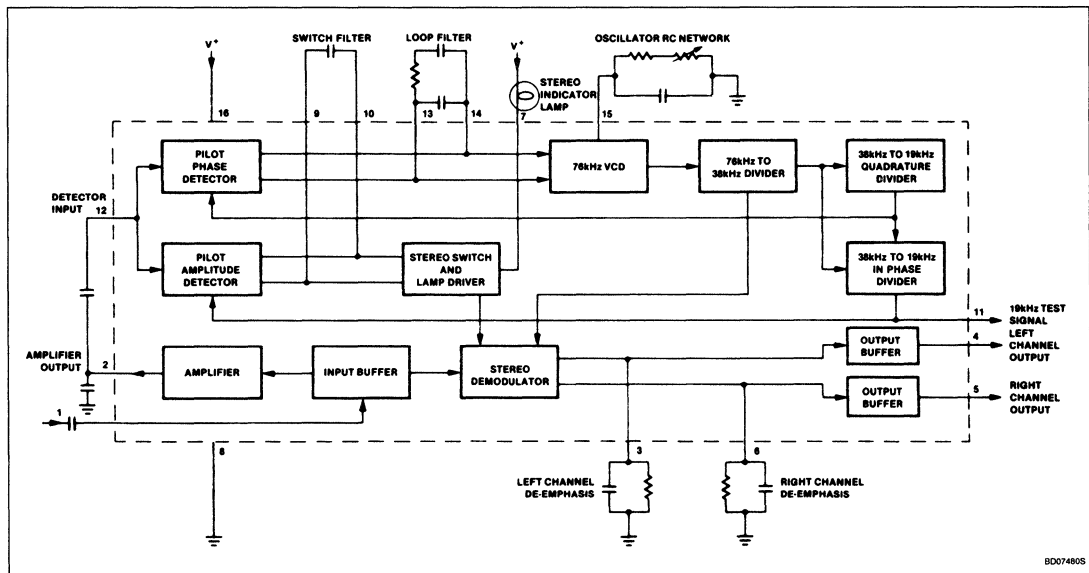 V+
SWITCH FILTER
LOOP FILTER
V+
OSCILLATOR RC NETWORK
STEREO
INDICATOR
LAMP
16
9
10
13
14
7
15
PILOT
PHASE
DETECTOR
76kHz VCD
76kHz TO
38kHz DIVIDER
38kHz TO 19kHz
QUADRATURE
DIVIDER
DETECTOR
INPUT
12
PILOT
AMPLITUDE
DETECTOR
STEREO SWITCH
AND
LAMP DRIVER
38kHz TO 19kHz
IN PHASE
DIVIDER
11
19kHz TEST
SIGNAL
LEFT
CHANNEL
OUTPUT
4
AMPLIFIER
OUTPUT
2
AMPLIFIER
INPUT BUFFER
STEREO
DEMODULATOR
OUTPUT
BUFFER
OUTPUT
BUFFER
5
RIGHT
CHANNEL
OUTPUT
1
8
3
6
LEFT CHANNEL
DE-EMPHASIS
RIGHT CHANNEL
DE-EMPHASIS
BD07480S